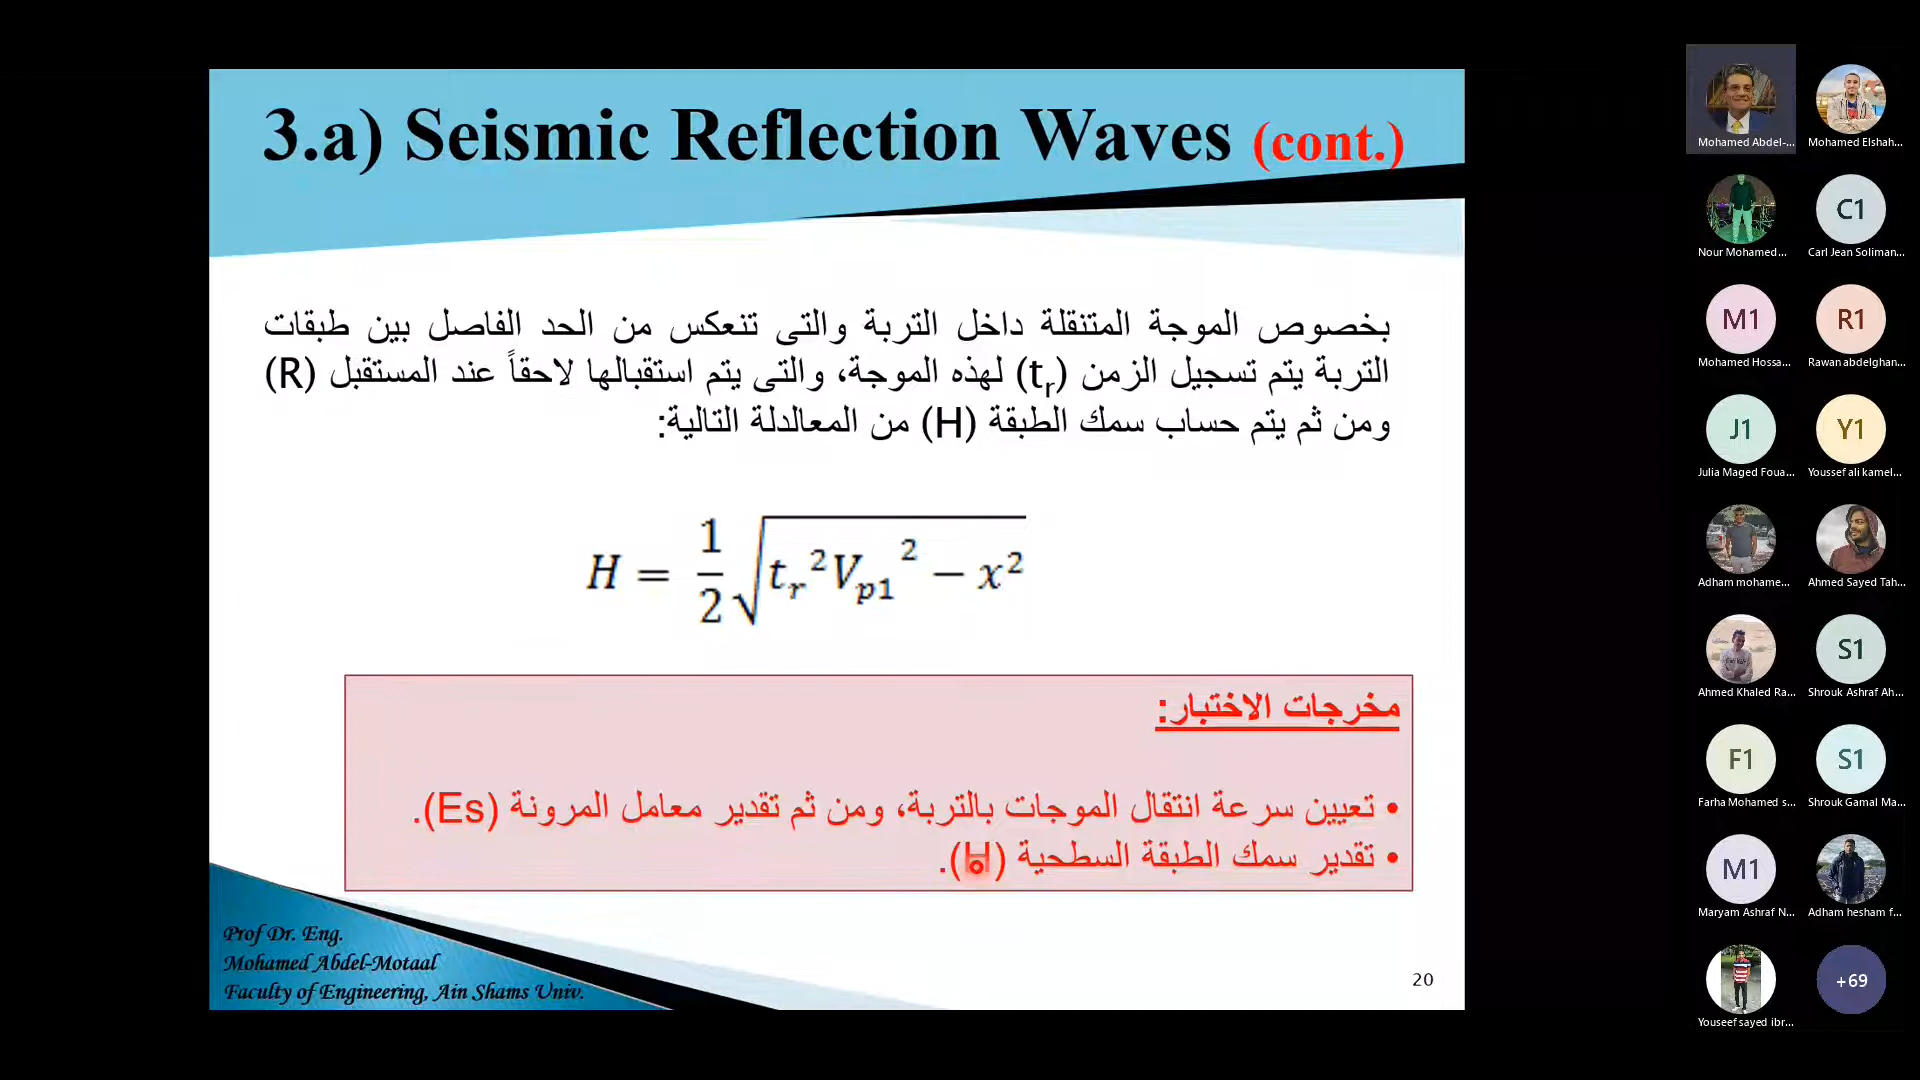 3.a) Seismic Reflection Waves (cont.)
بخصوص الموجة المتنقلة داخل التربة والتى تنعكس من الحد الفاصل بين طبقات
التربة يتم تسجيل الزمن (tr) لهذه الموجة، والتى يتم استقبالها لاحقاً عند المستقبل (R)
ومن ثم يتم حساب سمك الطبقة (H) من المعالدلة التالية:
H = 1/2 √(tr² Vp1² − x²)
مخرجات الاختبار:
• تعيين سرعة انتقال الموجات بالتربة، ومن ثم تقدير معامل المرونة (Es).
• تقدير سمك الطبقة السطحية (H).
Prof Dr. Eng.
Mohamed Abdel-Motaal
Faculty of Engineering, Ain Shams Univ.
20
Mohamed Abdel-...
Mohamed Elshah...
Nour Mohamed...
C1
Carl Jean Soliman...
M1
Mohamed Hossa...
R1
Rawan abdelghan...
J1
Julia Maged Foua...
Y1
Youssef ali kamel...
Adham mohame...
Ahmed Sayed Tah...
Ahmed Khaled Ra...
S1
Shrouk Ashraf Ah...
F1
Farha Mohamed s...
S1
Shrouk Gamal Ma...
M1
Maryam Ashraf N...
Adham hesham f...
Youseef sayed ibr...
+69